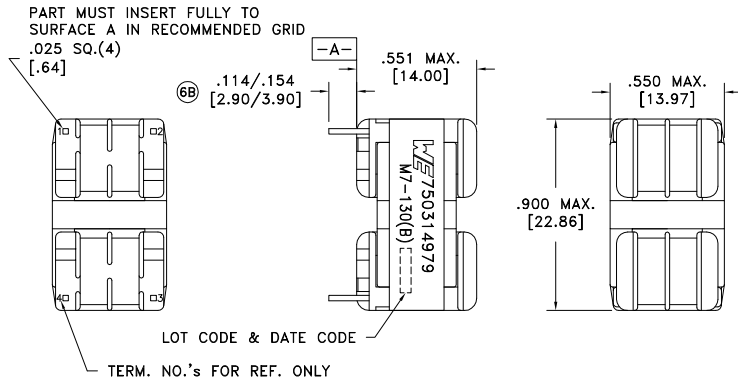 PART MUST INSERT FULLY TO
SURFACE A IN RECOMMENDED GRID
.025 SQ.(4)
[.64]
-A-
.551 MAX.
[14.00]
6B
.114/.154
[2.90/3.90]
.550 MAX.
[13.97]
1
2
WE 750314979
M7-130(B)
.900 MAX.
[22.86]
4
3
LOT CODE & DATE CODE
TERM. NO.'s FOR REF. ONLY